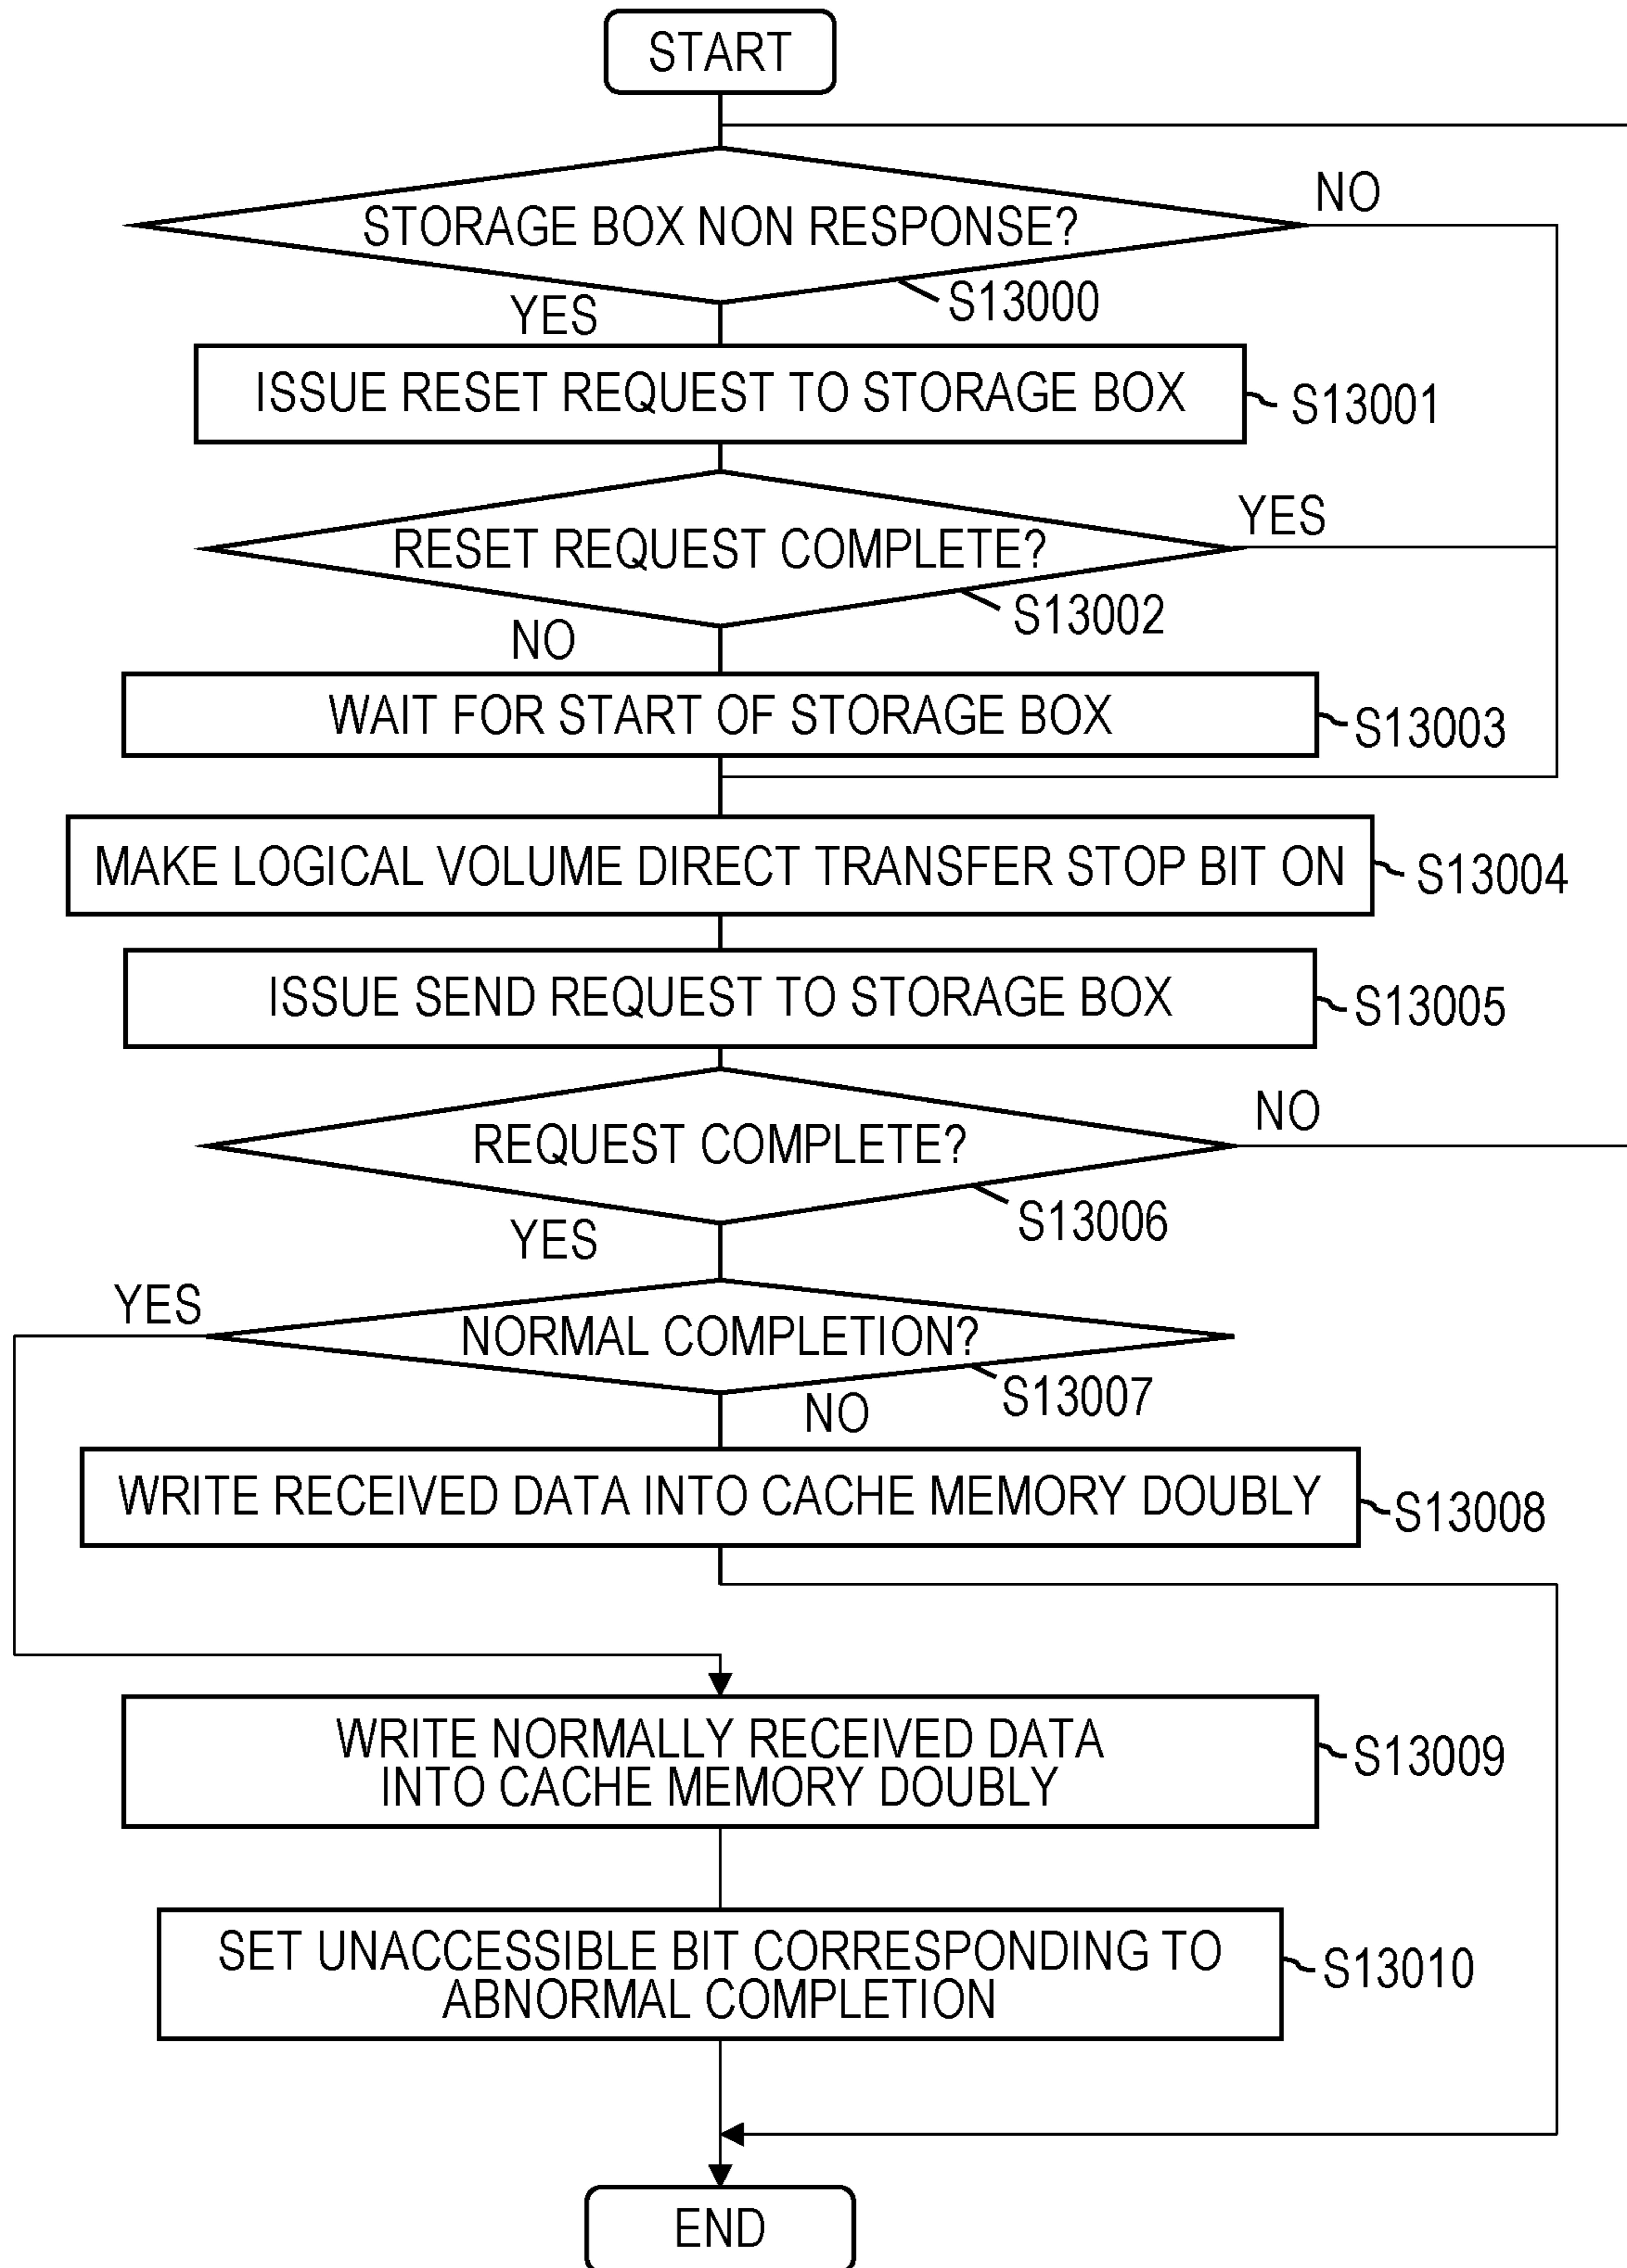 START
NO
STORAGE BOX NON RESPONSE?
S13000
YES
ISSUE RESET REQUEST TO STORAGE BOX
S13001
YES
RESET REQUEST COMPLETE?
S13002
NO
WAIT FOR START OF STORAGE BOX
S13003
MAKE LOGICAL VOLUME DIRECT TRANSFER STOP BIT ON
S13004
ISSUE SEND REQUEST TO STORAGE BOX
S13005
NO
REQUEST COMPLETE?
S13006
YES
YES
NORMAL COMPLETION?
S13007
NO
WRITE RECEIVED DATA INTO CACHE MEMORY DOUBLY
S13008
WRITE NORMALLY RECEIVED DATA
INTO CACHE MEMORY DOUBLY
S13009
SET UNACCESSIBLE BIT CORRESPONDING TO
ABNORMAL COMPLETION
S13010
END